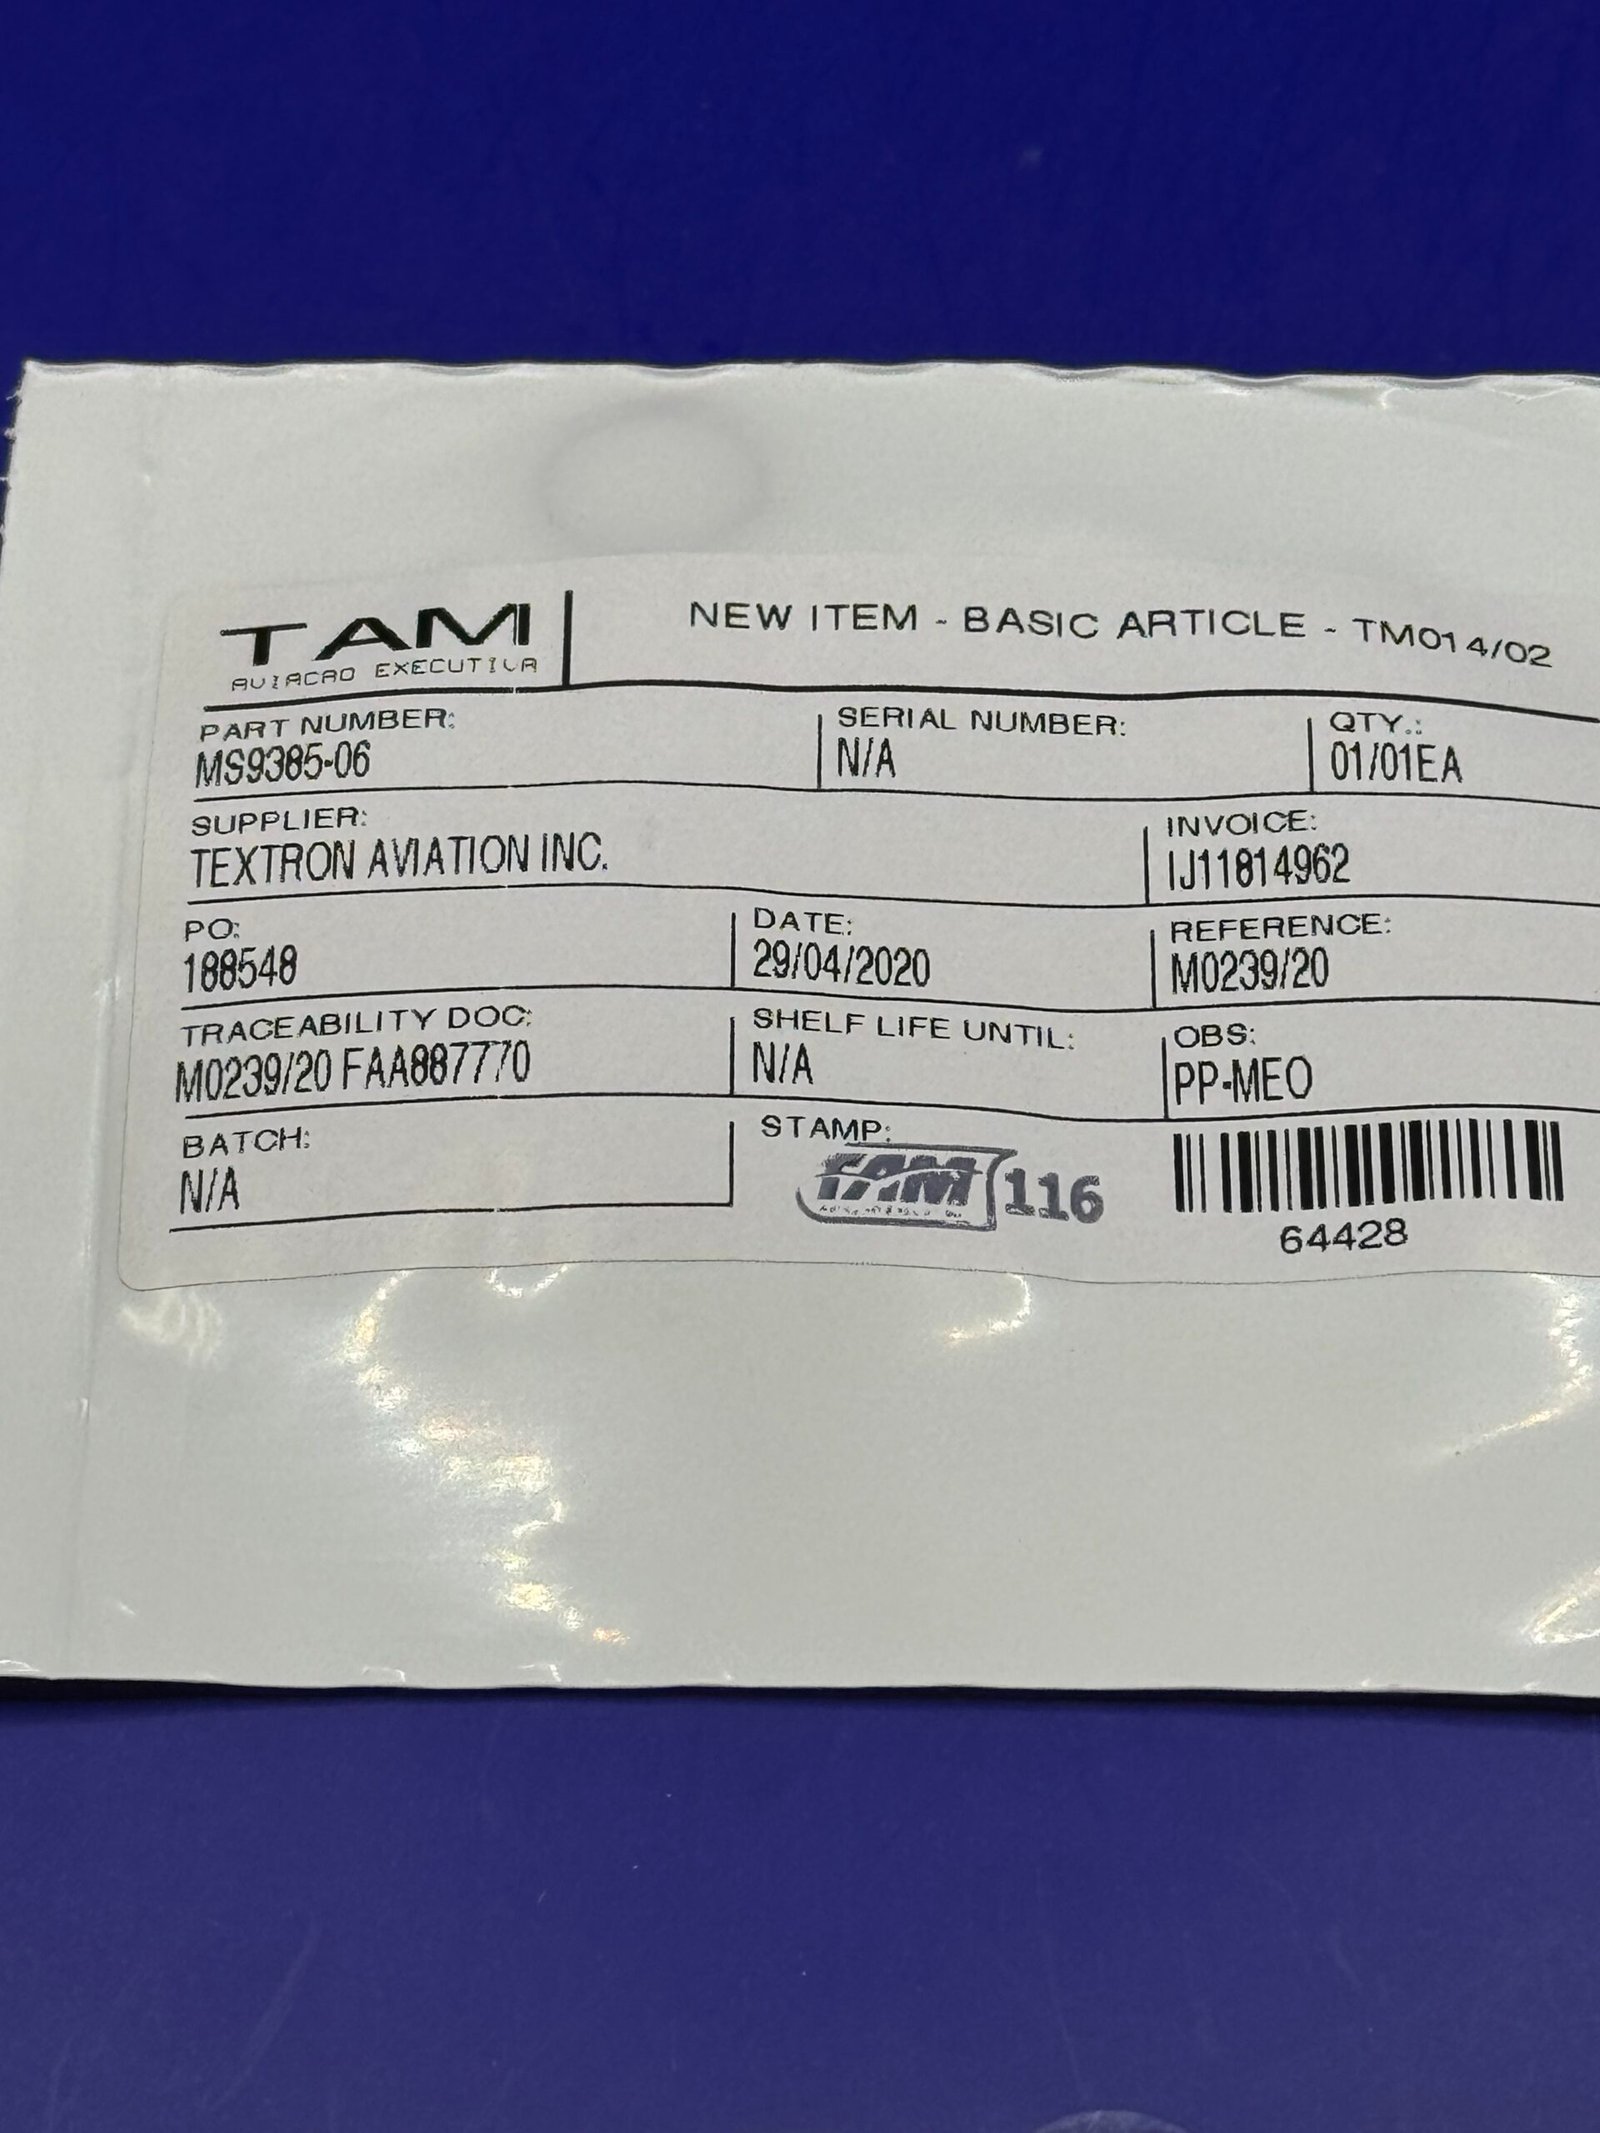 TAM
AVIACAO EXECUTIVA
NEW ITEM - BASIC ARTICLE - TM014/02
PART NUMBER: SERIAL NUMBER: QTY.:
MS9385-06 N/A 01/01EA
SUPPLIER: INVOICE:
TEXTRON AVIATION INC. IJ11814962
PO: DATE: REFERENCE:
188548 29/04/2020 M0239/20
TRACEABILITY DOC: SHELF LIFE UNTIL: OBS:
M0239/20 FAA887770 N/A PP-MEO
BATCH: STAMP:
N/A TAM 116
64428